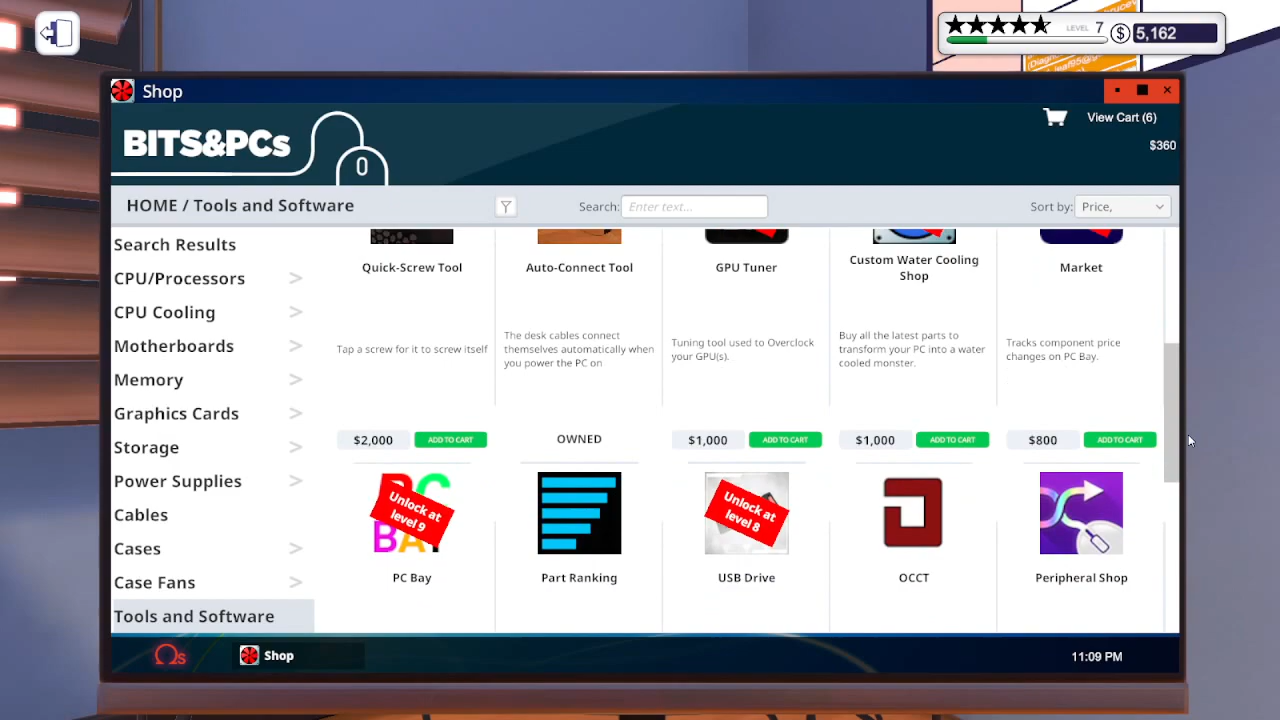 LEVEL 7
$ 5,162
Shop
BITS&PCs
View Cart (6)
$360
HOME / Tools and Software
Search:
Enter text...
Sort by:
Price,
Search Results
CPU/Processors >
CPU Cooling >
Motherboards >
Memory >
Graphics Cards >
Storage >
Power Supplies >
Cables
Cases >
Case Fans >
Tools and Software
Quick-Screw Tool
Tap a screw for it to screw itself
$2,000
ADD TO CART
Auto-Connect Tool
The desk cables connect
themselves automatically when
you power the PC on
OWNED
GPU Tuner
Tuning tool used to Overclock
your GPU(s).
$1,000
ADD TO CART
Custom Water Cooling
Shop
Buy all the latest parts to
transform your PC into a water
cooled monster.
$1,000
ADD TO CART
Market
Tracks component price
changes on PC Bay.
$800
ADD TO CART
Unlock at
level 9
PC Bay
Part Ranking
Unlock at
level 8
USB Drive
OCCT
Peripheral Shop
Shop
11:09 PM